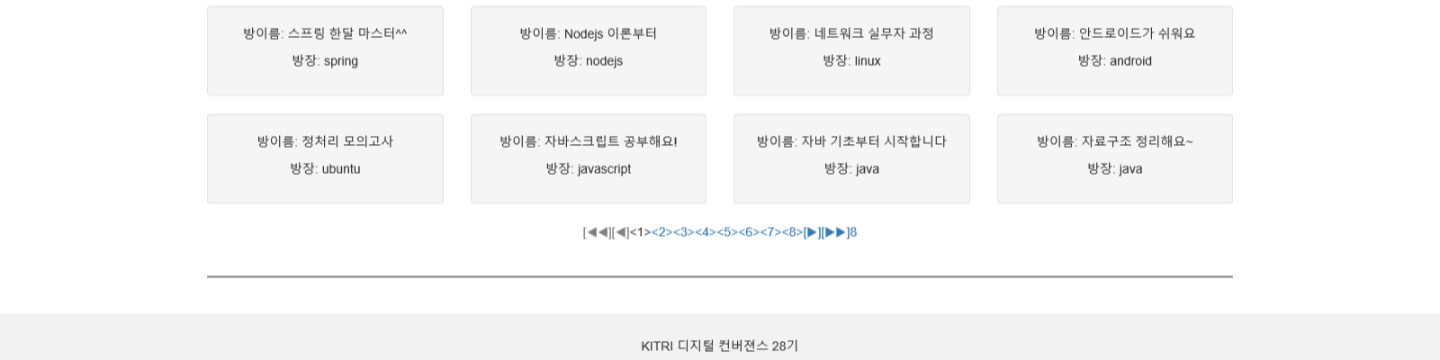 방이름: 스프링 한달 마스터^^
방장: spring
방이름: Nodejs 이론부터
방장: nodejs
방이름: 네트워크 실무자 과정
방장: linux
방이름: 안드로이드가 쉬워요
방장: android
방이름: 정처리 모의고사
방장: ubuntu
방이름: 자바스크립트 공부해요!
방장: javascript
방이름: 자바 기초부터 시작합니다
방장: java
방이름: 자료구조 정리해요~
방장: java
[◀◀][◀]<1><2><3><4><5><6><7><8>[▶][▶▶]8
KITRI 디지털 컨버젼스 28기